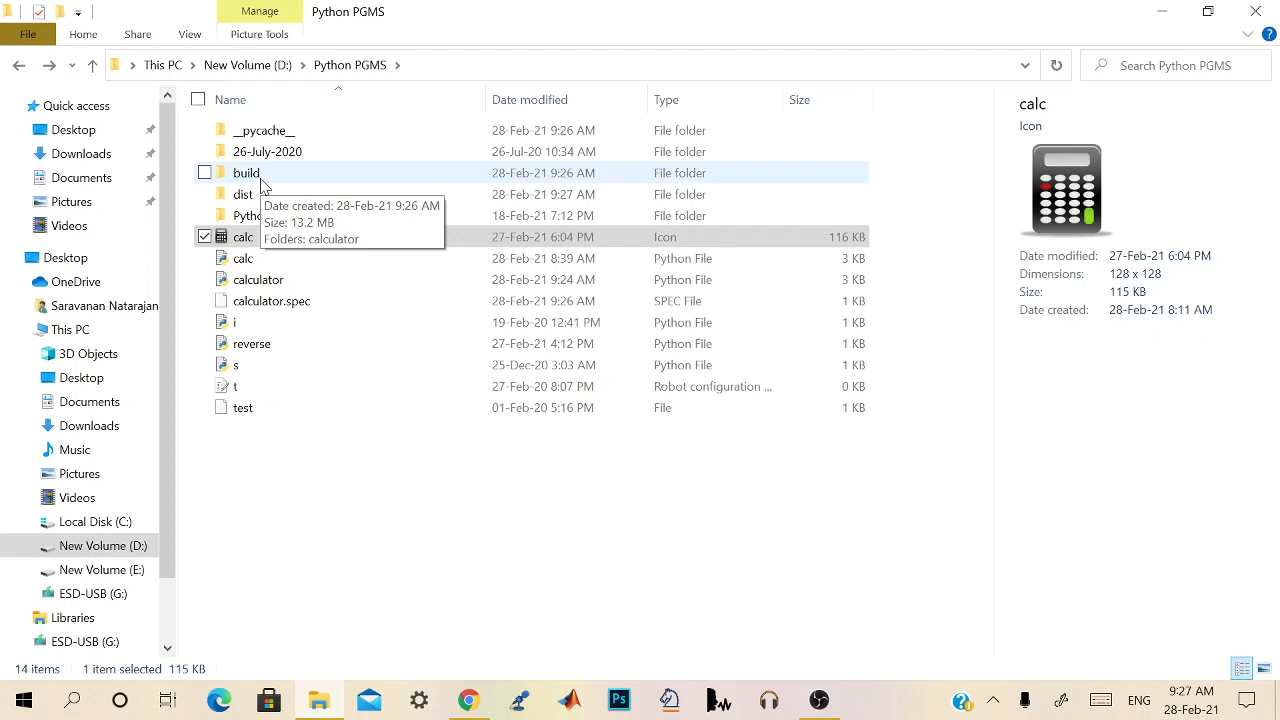 Manage
Python PGMS
File
Home
Share
View
Picture Tools
This PC
New Volume (D:)
Python PGMS
Search Python PGMS
Name
Date modified
Type
Size
__pycache__
28-Feb-21 9:26 AM
File folder
26-July-2020
26-Jul-20 10:34 AM
File folder
build
28-Feb-21 9:26 AM
File folder
dist
28-Feb-21 9:27 AM
File folder
18-Feb-21 7:12 PM
File folder
calc
27-Feb-21 6:04 PM
Icon
116 KB
calc
28-Feb-21 8:39 AM
Python File
3 KB
calculator
28-Feb-21 9:24 AM
Python File
3 KB
calculator.spec
28-Feb-21 9:26 AM
SPEC File
1 KB
i
19-Feb-20 12:41 PM
Python File
1 KB
reverse
27-Feb-21 4:12 PM
Python File
1 KB
s
25-Dec-20 3:03 AM
Python File
1 KB
t
27-Feb-20 8:07 PM
Robot configuration ...
0 KB
test
01-Feb-20 5:16 PM
File
1 KB
Date created: 28-Feb-21 9:26 AM
Size: 13.2 MB
Folders: calculator
Quick access
Desktop
Downloads
Documents
Pictures
Videos
Desktop
OneDrive
Saravanan Natarajan
This PC
3D Objects
Desktop
Documents
Downloads
Music
Pictures
Videos
Local Disk (C:)
New Volume (D:)
New Volume (E:)
ESD-USB (G:)
Libraries
ESD-USB (G:)
calc
Icon
Date modified: 27-Feb-21 6:04 PM
Dimensions: 128 x 128
Size: 115 KB
Date created: 28-Feb-21 8:11 AM
14 items
1 item selected 115 KB
Ps
ENG
9:27 AM
28-Feb-21